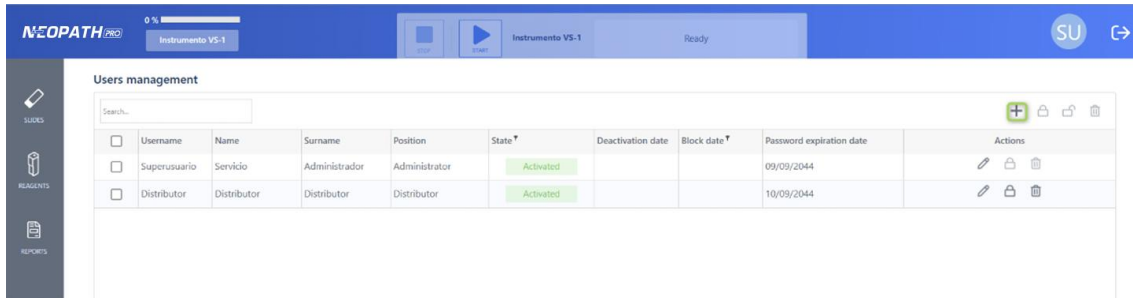 NEOPATH PRO
0 %
Instrumento VS-1
STOP
START
Instrumento VS-1
Ready
SU
SLIDES
REAGENTS
REPORTS
Users management
Search...
Username Name Surname Position State Deactivation date Block date Password expiration date Actions
Superusuario Servicio Administrador Administrator Activated 09/09/2044
Distributor Distributor Distributor Distributor Activated 10/09/2044